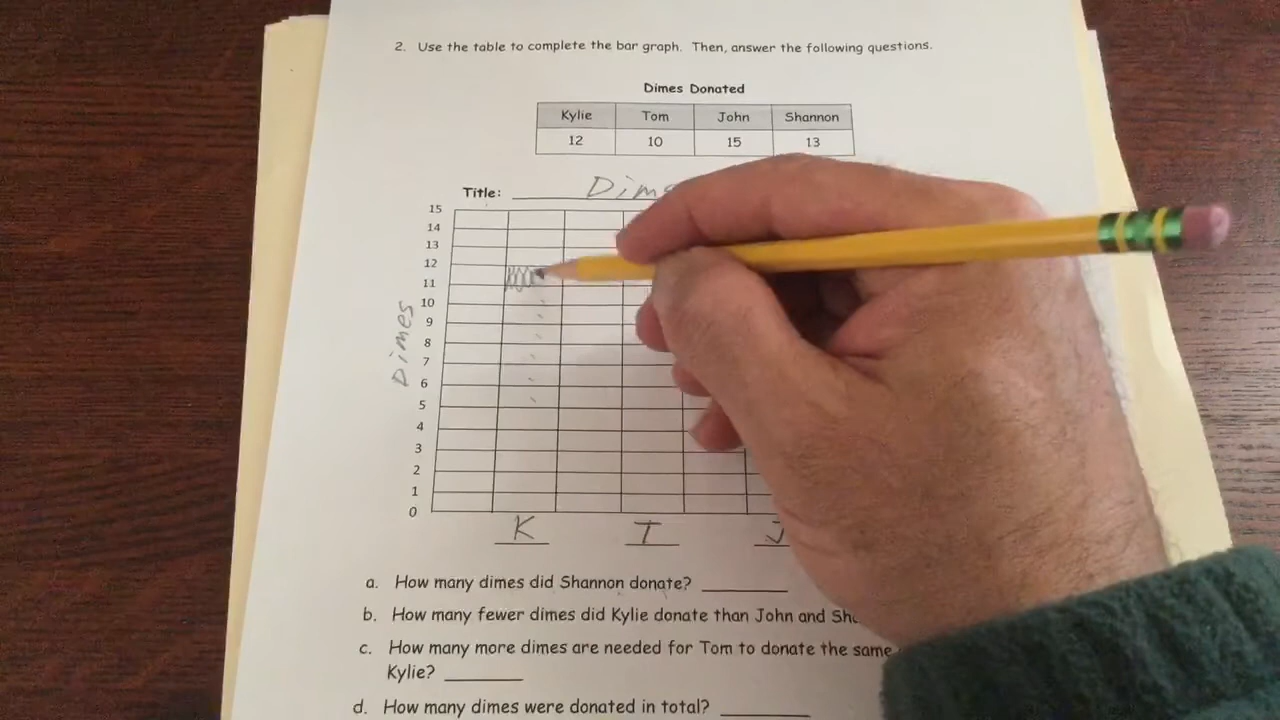 2. Use the table to complete the bar graph. Then, answer the following questions.
Dimes Donated
Kylie Tom John Shannon
12 10 15 13
Title:
15
14
13
12
11
10
9
8
7
6
5
4
3
2
1
0
Dimes
K T J
a. How many dimes did Shannon donate?
b. How many fewer dimes did Kylie donate than John and
c. How many more dimes are needed for Tom to donate the same
Kylie?
d. How many dimes were donated in total?